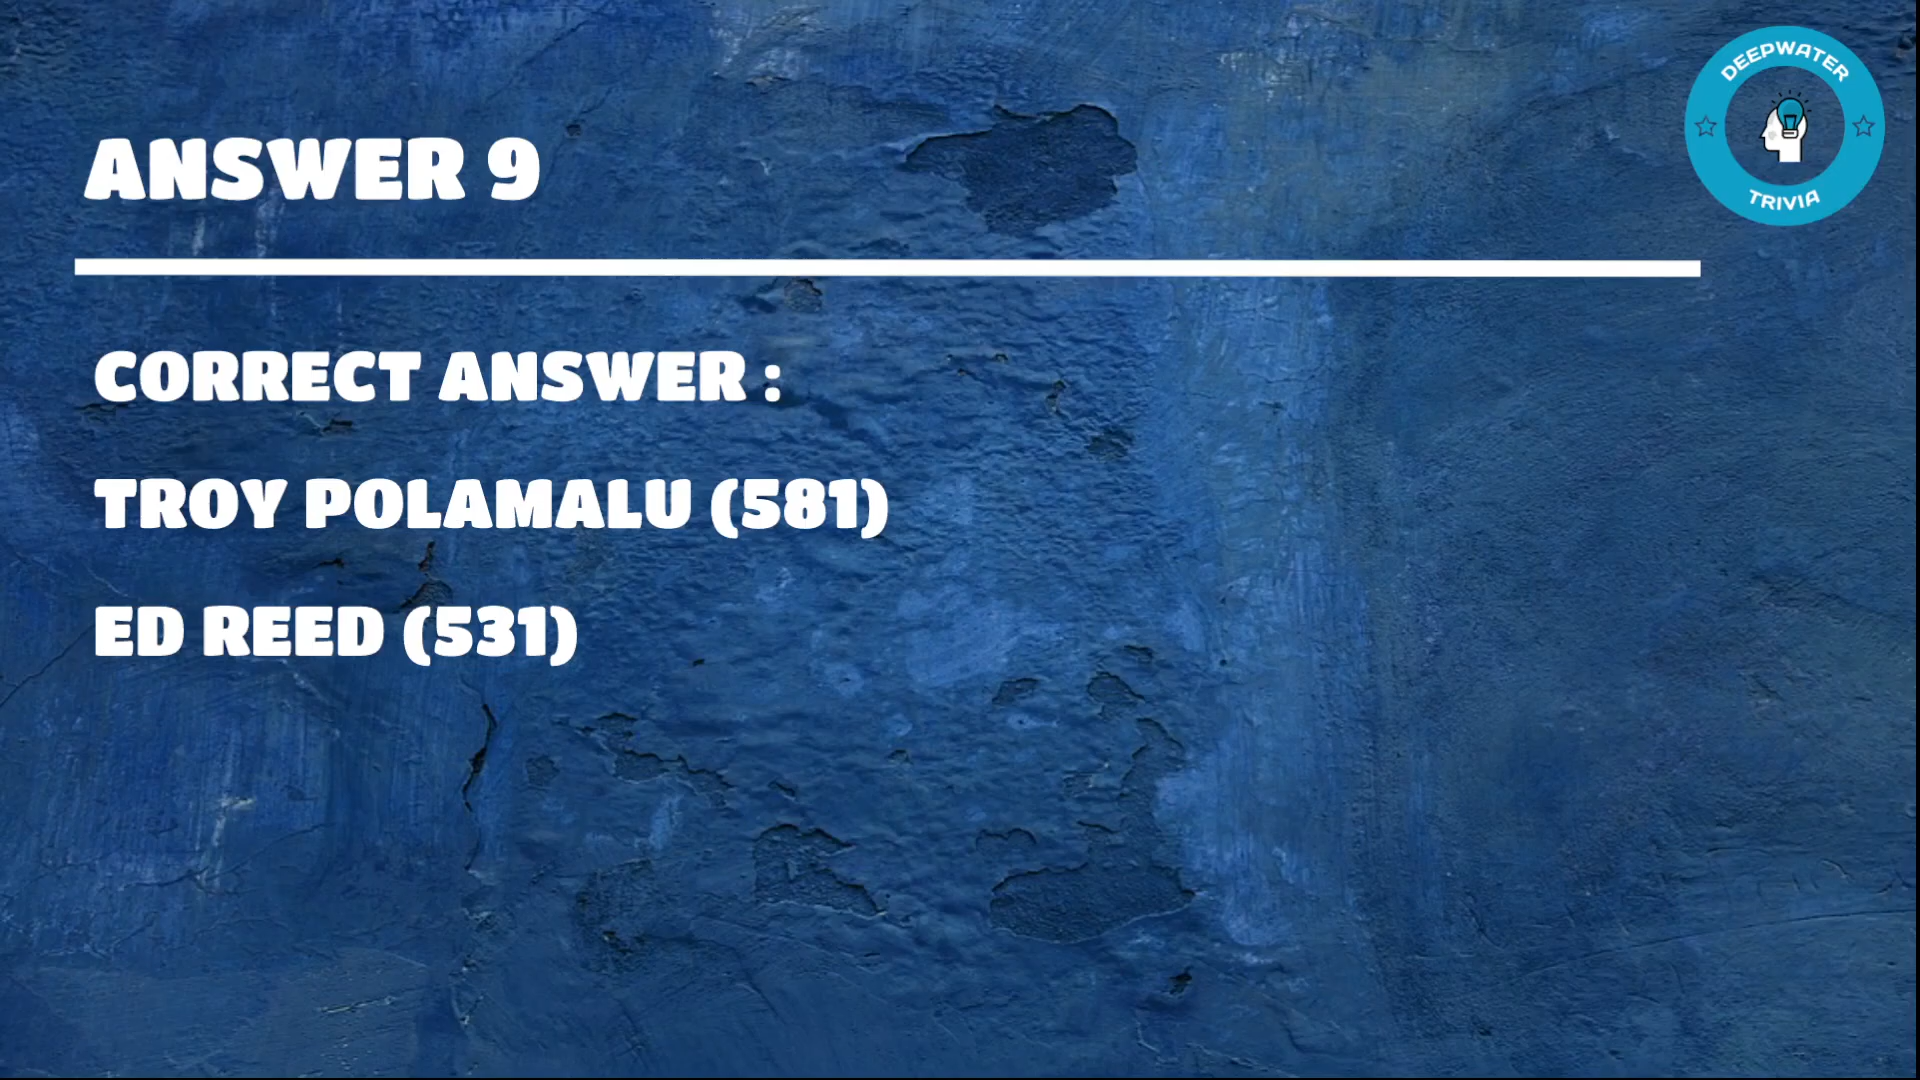 DEEPWATER
TRIVIA
ANSWER 9
CORRECT ANSWER :
TROY POLAMALU (581)
ED REED (531)